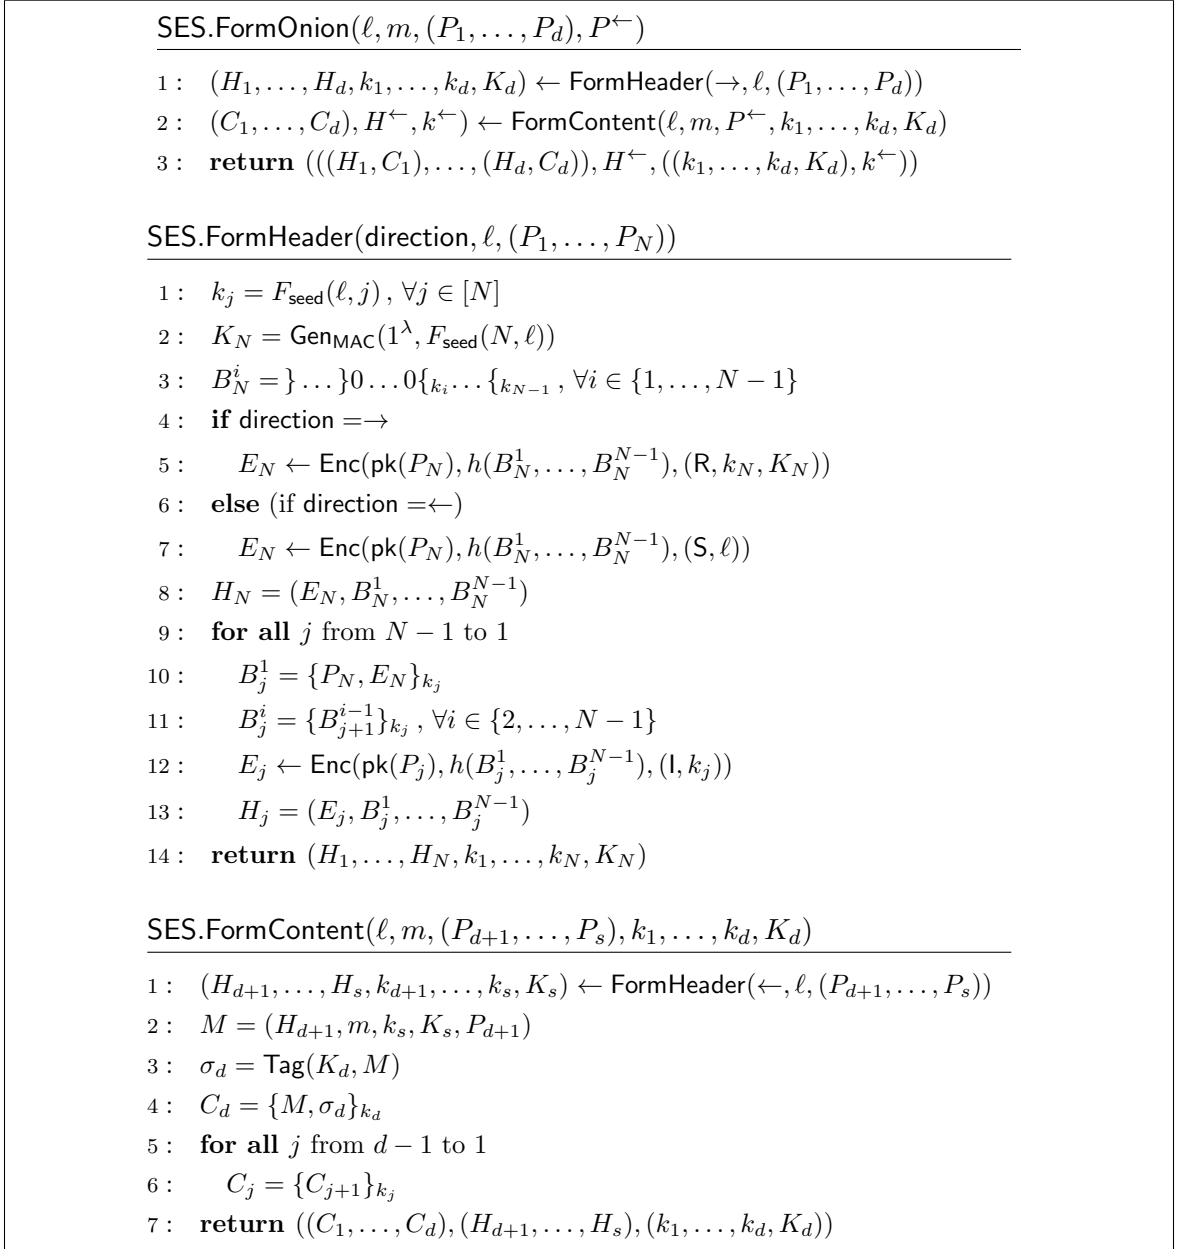 SES.FormOnion(ℓ, m, (P_1, …, P_d), P^←)
1 : (H_1, …, H_d, k_1, …, k_d, K_d) ← FormHeader(→, ℓ, (P_1, …, P_d))
2 : (C_1, …, C_d), H^←, k^←) ← FormContent(ℓ, m, P^←, k_1, …, k_d, K_d)
3 : return (((H_1, C_1), …, (H_d, C_d)), H^←, ((k_1, …, k_d, K_d), k^←))
SES.FormHeader(direction, ℓ, (P_1, …, P_N))
1 : k_j = F_seed(ℓ, j) , ∀j ∈ [N]
2 : K_N = Gen_MAC(1^λ, F_seed(N, ℓ))
3 : B_N^i = } … }0 … 0{_{k_i} … {_{k_{N−1}} , ∀i ∈ {1, …, N − 1}
4 : if direction =→
5 : E_N ← Enc(pk(P_N), h(B_N^1, …, B_N^{N−1}), (R, k_N, K_N))
6 : else (if direction =←)
7 : E_N ← Enc(pk(P_N), h(B_N^1, …, B_N^{N−1}), (S, ℓ))
8 : H_N = (E_N, B_N^1, …, B_N^{N−1})
9 : for all j from N − 1 to 1
10 : B_j^1 = {P_N, E_N}_{k_j}
11 : B_j^i = {B_{j+1}^{i−1}}_{k_j} , ∀i ∈ {2, …, N − 1}
12 : E_j ← Enc(pk(P_j), h(B_j^1, …, B_j^{N−1}), (I, k_j))
13 : H_j = (E_j, B_j^1, …, B_j^{N−1})
14 : return (H_1, …, H_N, k_1, …, k_N, K_N)
SES.FormContent(ℓ, m, (P_{d+1}, …, P_s), k_1, …, k_d, K_d)
1 : (H_{d+1}, …, H_s, k_{d+1}, …, k_s, K_s) ← FormHeader(←, ℓ, (P_{d+1}, …, P_s))
2 : M = (H_{d+1}, m, k_s, K_s, P_{d+1})
3 : σ_d = Tag(K_d, M)
4 : C_d = {M, σ_d}_{k_d}
5 : for all j from d − 1 to 1
6 : C_j = {C_{j+1}}_{k_j}
7 : return ((C_1, …, C_d), (H_{d+1}, …, H_s), (k_1, …, k_d, K_d))